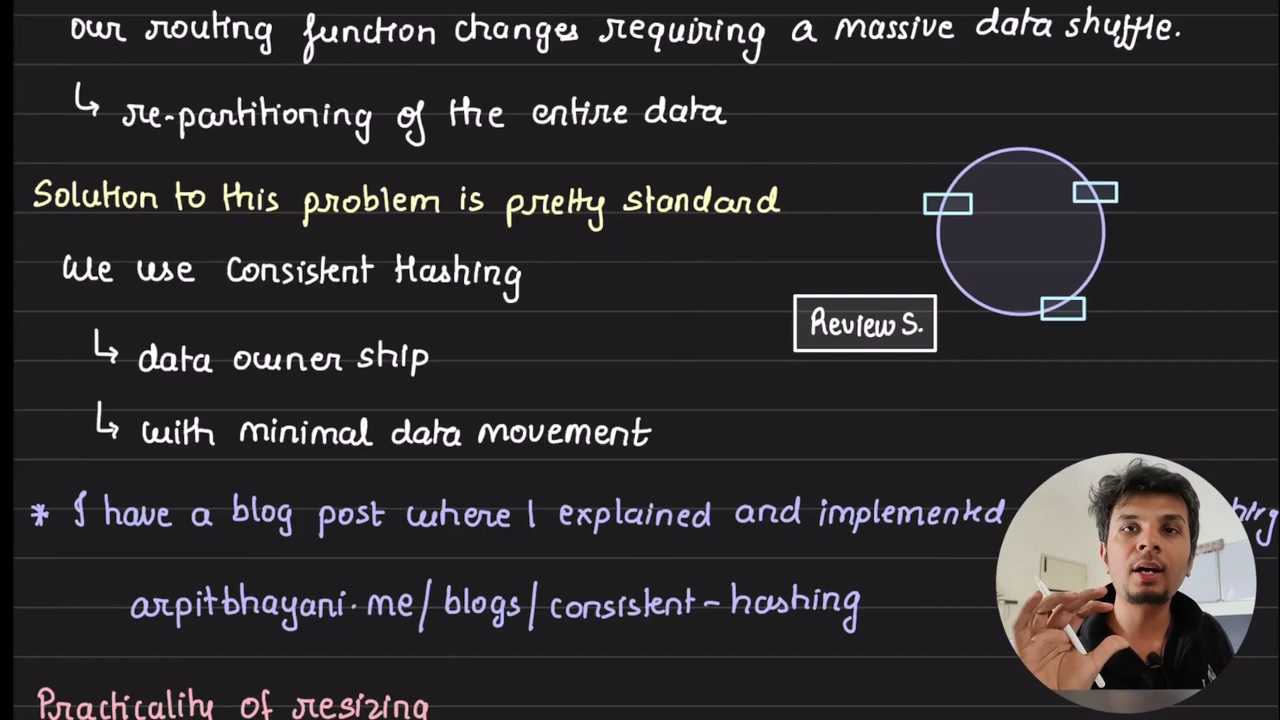 our routing function changes requiring a massive data shuffle.
↳ re-partitioning of the entire data
Solution to this problem is pretty standard
We use Consistent Hashing
Review S.
↳ data owner ship
↳ with minimal data movement
* I have a blog post where I explained and implemented
arpitbhayani.me/blogs/consistent-hashing
Practicality of resizing